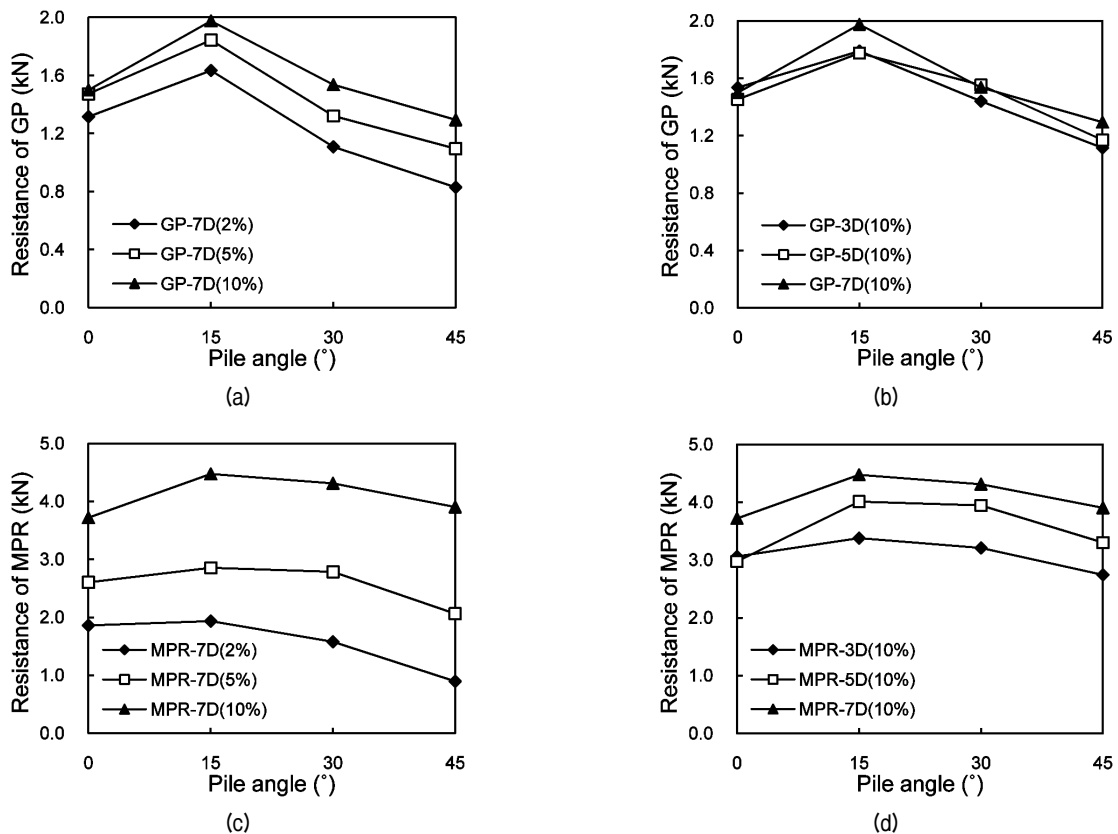 Resistance of GP (kN)
2.0
1.6
1.2
0.8
0.4
0.0
GP-7D(2%)
GP-7D(5%)
GP-7D(10%)
0 15 30 45
Pile angle (˚)
(a)
Resistance of GP (kN)
2.0
1.6
1.2
0.8
0.4
0.0
GP-3D(10%)
GP-5D(10%)
GP-7D(10%)
0 15 30 45
Pile angle (˚)
(b)
Resistance of MPR (kN)
5.0
4.0
3.0
2.0
1.0
0.0
MPR-7D(2%)
MPR-7D(5%)
MPR-7D(10%)
0 15 30 45
Pile angle (˚)
(c)
Resistance of MPR (kN)
5.0
4.0
3.0
2.0
1.0
0.0
MPR-3D(10%)
MPR-5D(10%)
MPR-7D(10%)
0 15 30 45
Pile angle (˚)
(d)